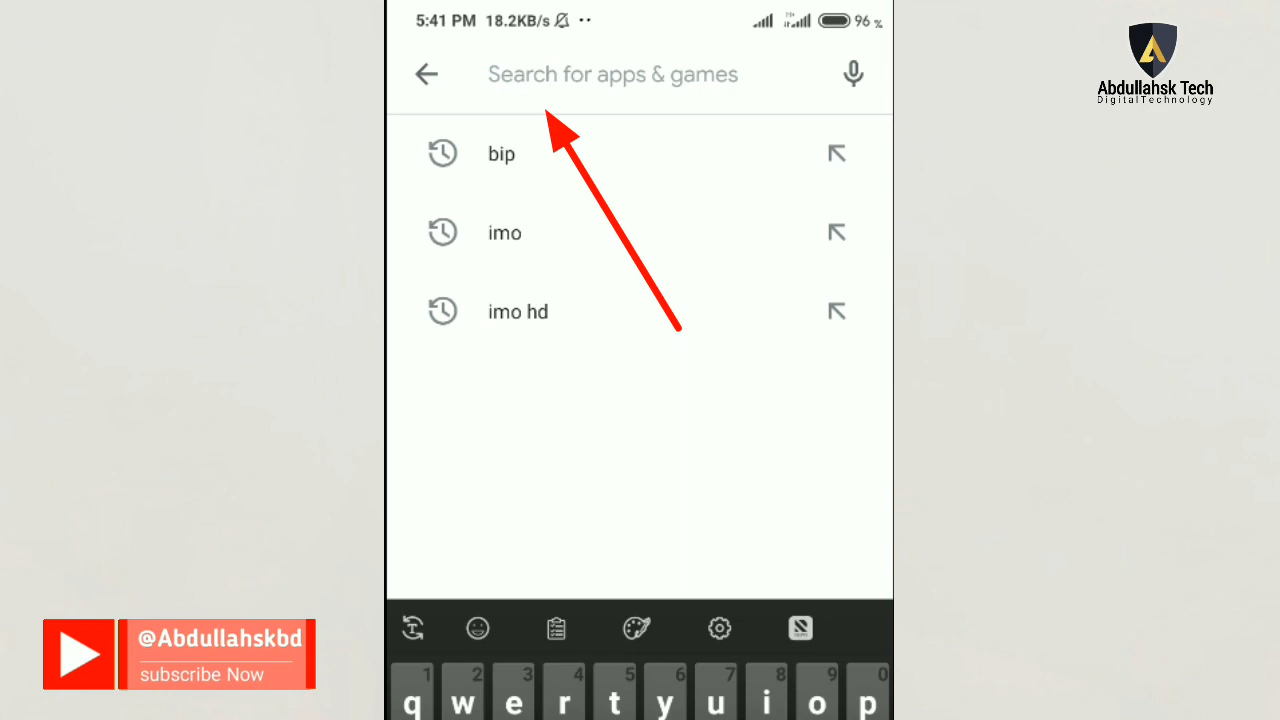 5:41 PM 18.2KB/s 96 %
Search for apps & games
Abdullahsk Tech
DigitalTechnology
bip
imo
imo hd
@Abdullahskbd
subscribe Now
1 2 3 4 5 6 7 8 9 0
q w e r t y u i o p